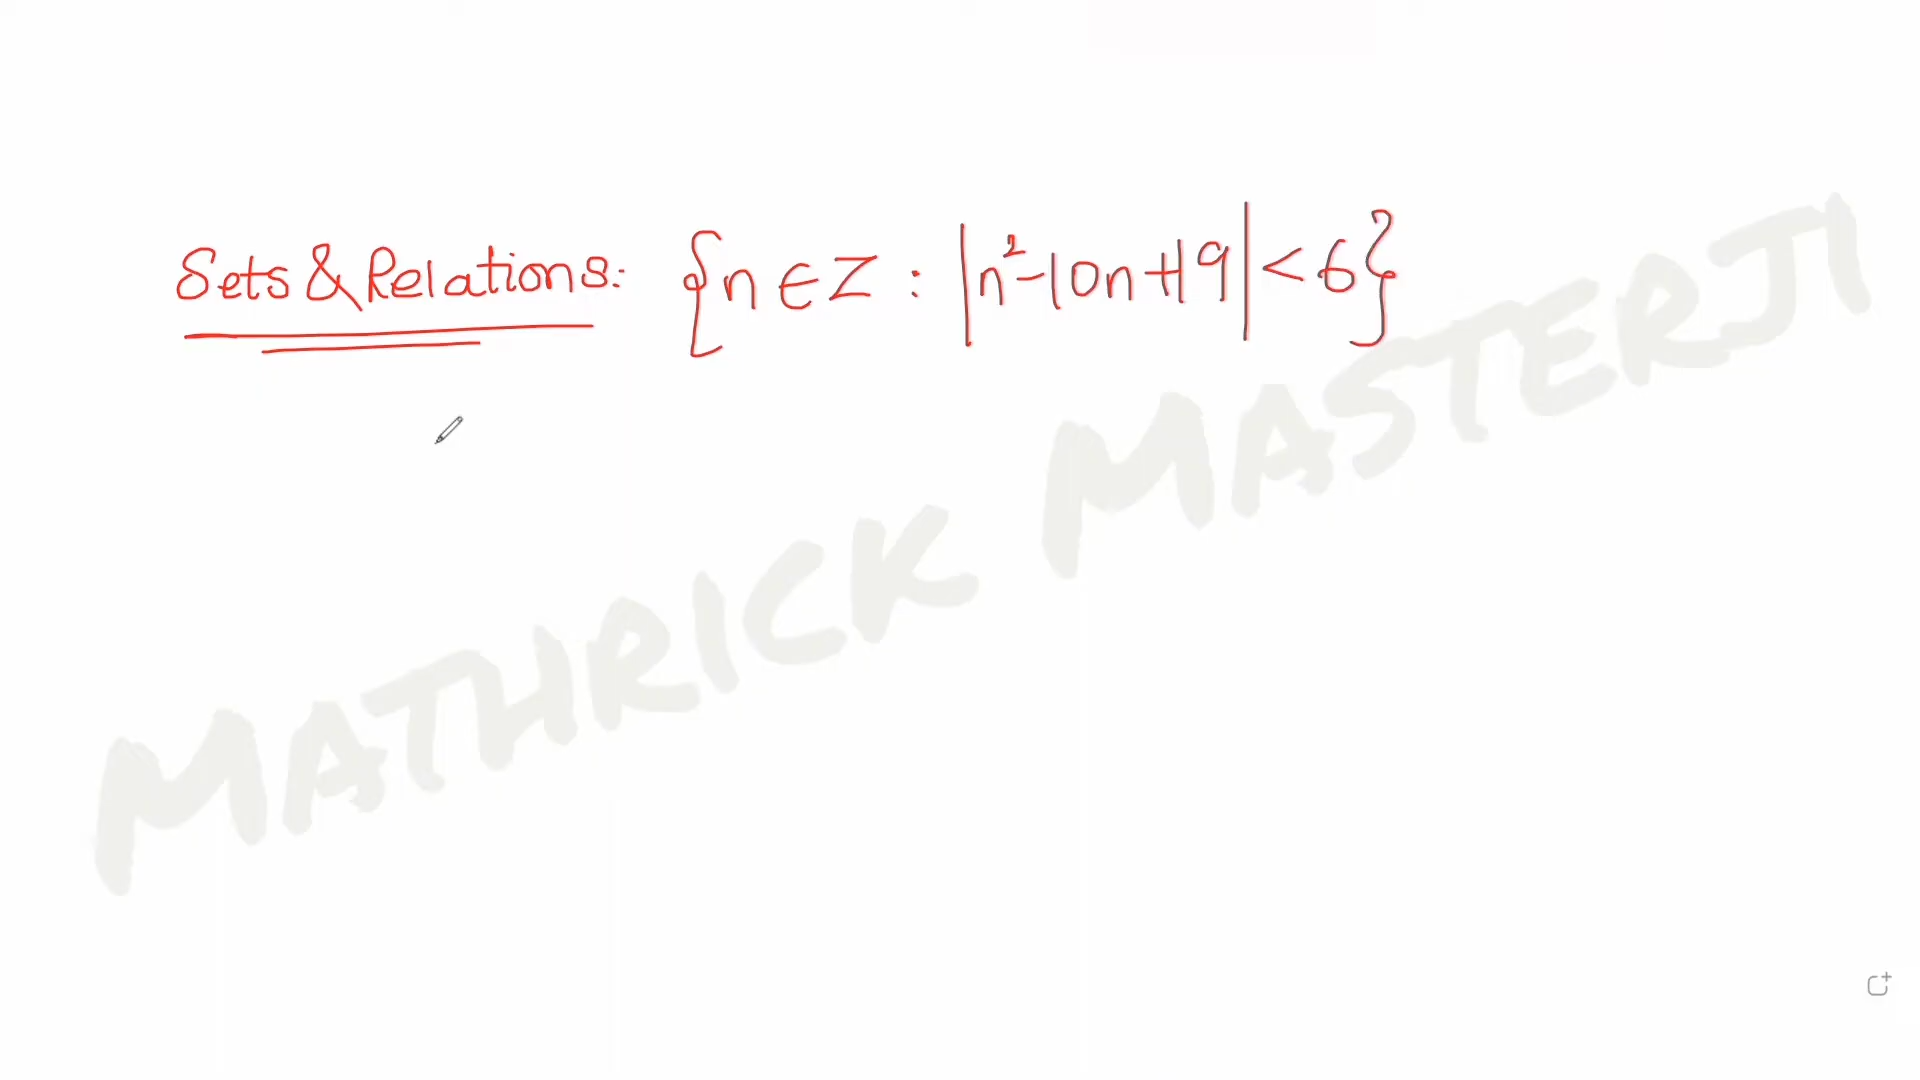 Sets & Relations: {n ∈ Z : |n²-10n+19| < 6}
MATHRICK MASTERJI